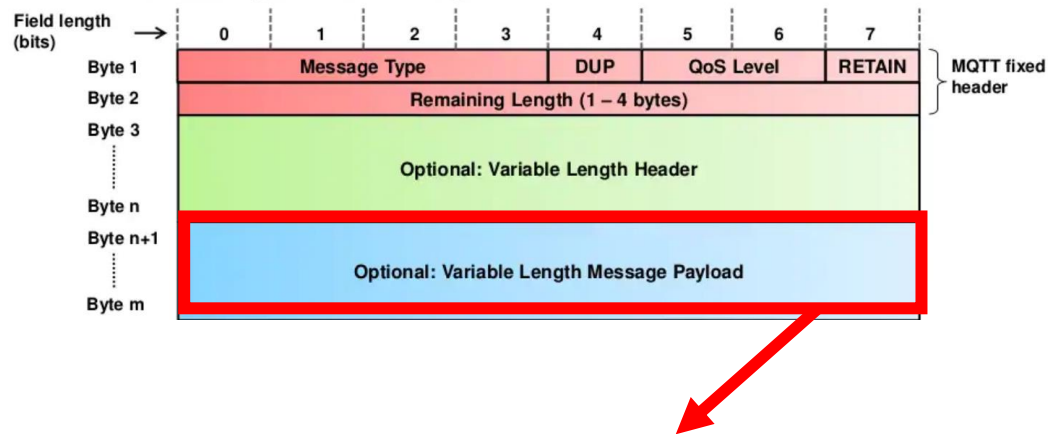 Field length
(bits)
0 1 2 3 4 5 6 7
Byte 1 Message Type DUP QoS Level RETAIN
MQTT fixed
header
Byte 2 Remaining Length (1 – 4 bytes)
Byte 3
Optional: Variable Length Header
Byte n
Byte n+1
Optional: Variable Length Message Payload
Byte m